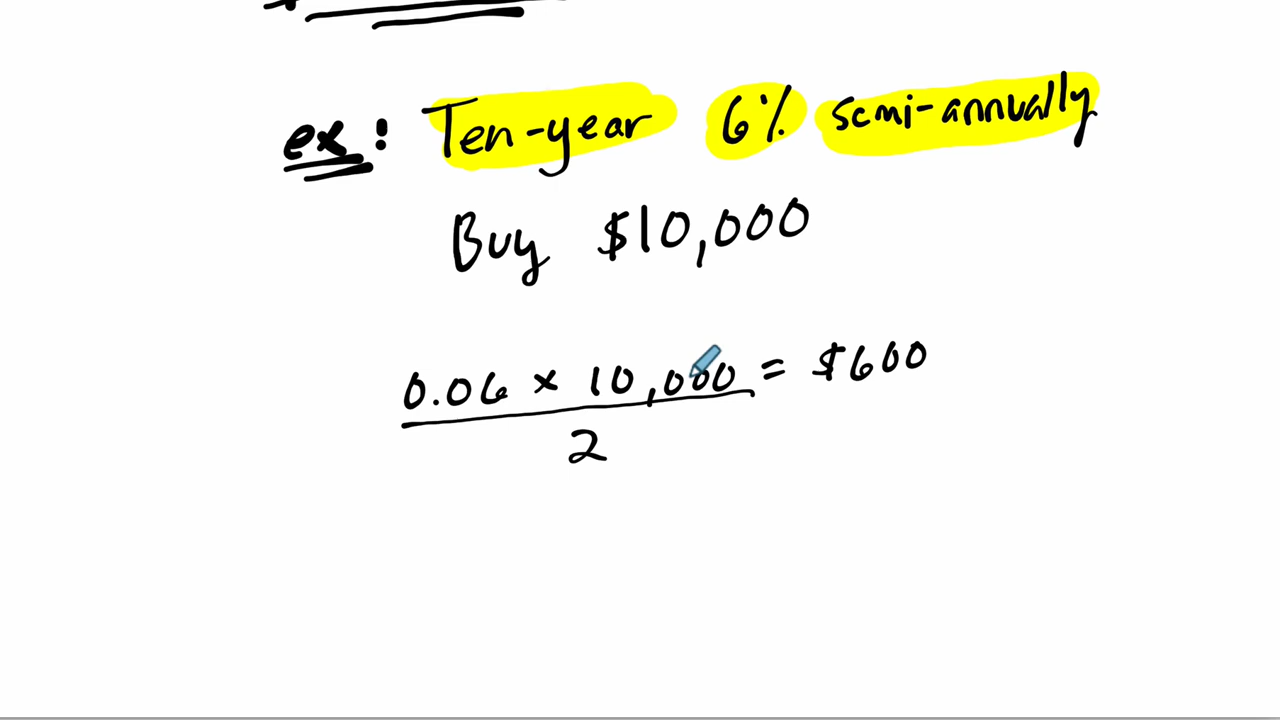 ex: Ten-year 6% semi-annually
Buy $10,000
0.06 × 10,000 = $600
2